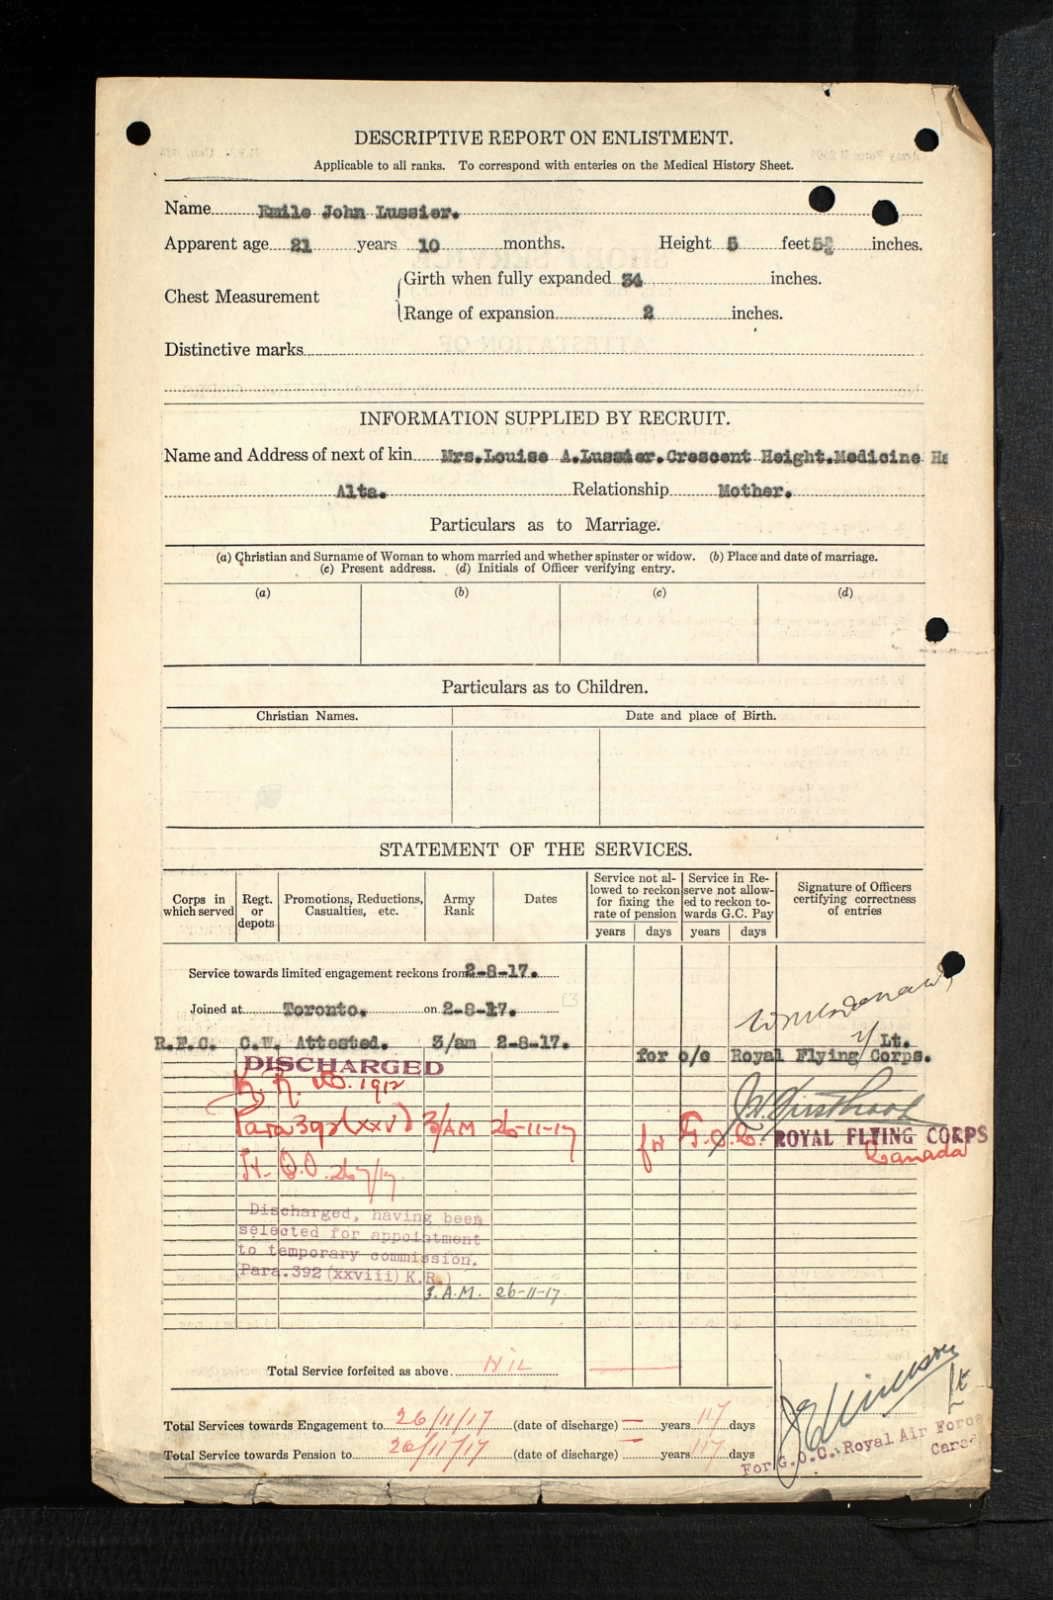 DESCRIPTIVE REPORT ON ENLISTMENT.
Applicable to all ranks. To correspond with enteries on the Medical History Sheet.
Name Emile John Lussier.
Apparent age 21 years 10 months. Height 5 feet inches.
Girth when fully expanded 34 inches.
Chest Measurement
Range of expansion 2 inches.
Distinctive marks
INFORMATION SUPPLIED BY RECRUIT.
Name and Address of next of kin Mrs.Louise A.Lussier.Crescent Height.Medicine Ha
Alta. Relationship Mother.
Particulars as to Marriage.
(a) Christian and Surname of Woman to whom married and whether spinster or widow. (b) Place and date of marriage.
(c) Present address. (d) Initials of Officer verifying entry.
(a) (b) (c) (d)
Particulars as to Children.
Christian Names. Date and place of Birth.
STATEMENT OF THE SERVICES.
Corps in which served
Regt. or depots
Promotions, Reductions, Casualties, etc.
Army Rank
Dates
Service not allowed to reckon for fixing the rate of pension
Service in Reserve not allowed to reckon towards G.C. Pay
Signature of Officers certifying correctness of entries
years days years days
Service towards limited engagement reckons from 2-8-17.
Joined at Toronto. on 2-8-17.
R.F.C. C.W. Attested. 3/am 2-8-17.
Lt.
for o/c Royal Flying Corps.
DISCHARGED
K. R. 1912
Para 392 (xxv) 3/AM 26-11-17 for G.O.C. ROYAL FLYING CORPS
Canada
Discharged, having been
selected for appointment
to temporary commission.
(Para.392 (xxviii) K.R.)
3.A.M. 26-11-17
Total Service forfeited as above Nil
Total Services towards Engagement to 26/11/17 (date of discharge) — years 117 days
Total Service towards Pension to 26/11/17 (date of discharge) — years 117 days
Lt
For G.O.C. Royal Air Force